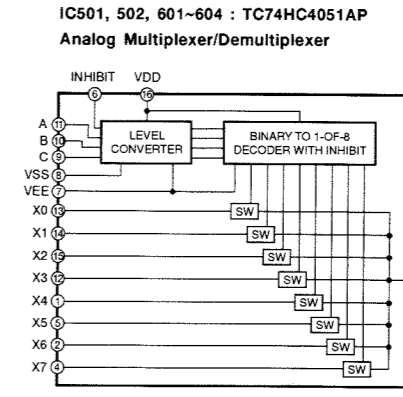 IC501, 502, 601~604 : TC74HC4051AP
Analog Multiplexer/Demultiplexer
INHIBIT VDD
6 16
A 11
B 10
C 9
LEVEL CONVERTER
BINARY TO 1-OF-8
DECODER WITH INHIBIT
VSS 8
VEE 7
X0 13 SW
X1 14 SW
X2 15 SW
X3 12 SW
X4 1 SW
X5 5 SW
X6 2 SW
X7 4 SW